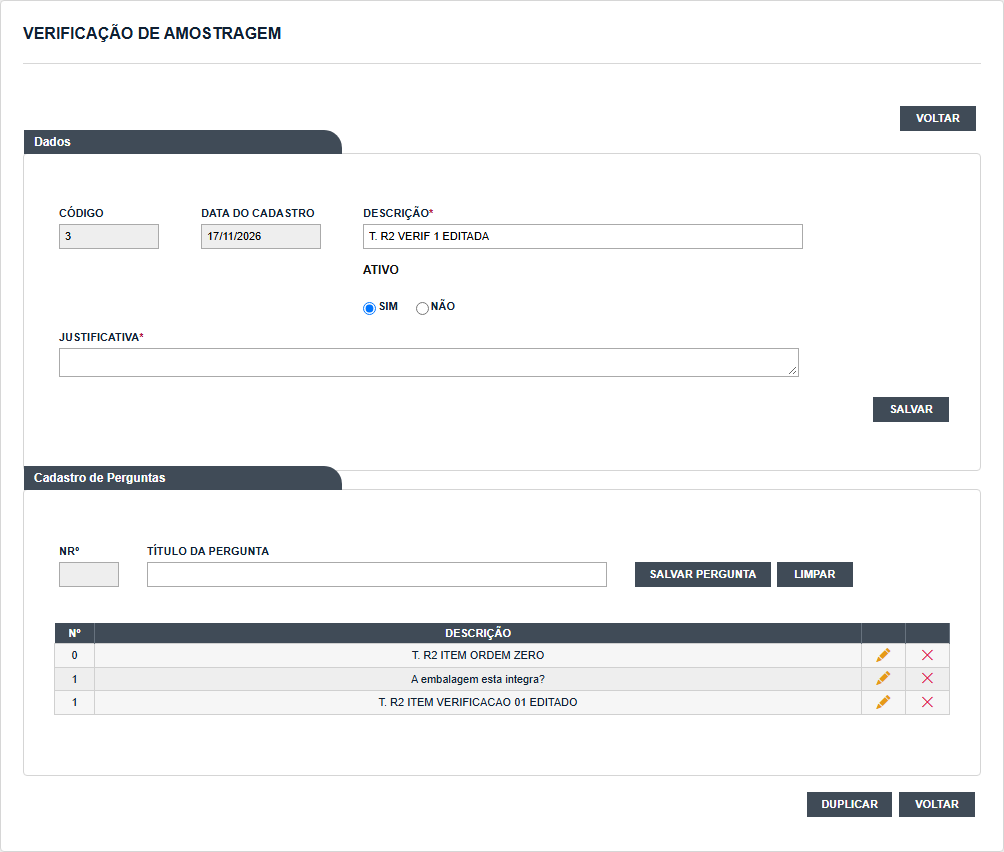 VERIFICAÇÃO DE AMOSTRAGEM
VOLTAR
Dados
CÓDIGO DATA DO CADASTRO DESCRIÇÃO*
3 17/11/2026 T. R2 VERIF 1 EDITADA
ATIVO
SIM NÃO
JUSTIFICATIVA*
SALVAR
Cadastro de Perguntas
NRº TÍTULO DA PERGUNTA
SALVAR PERGUNTA LIMPAR
Nº DESCRIÇÃO
0 T. R2 ITEM ORDEM ZERO
1 A embalagem esta integra?
1 T. R2 ITEM VERIFICACAO 01 EDITADO
DUPLICAR VOLTAR